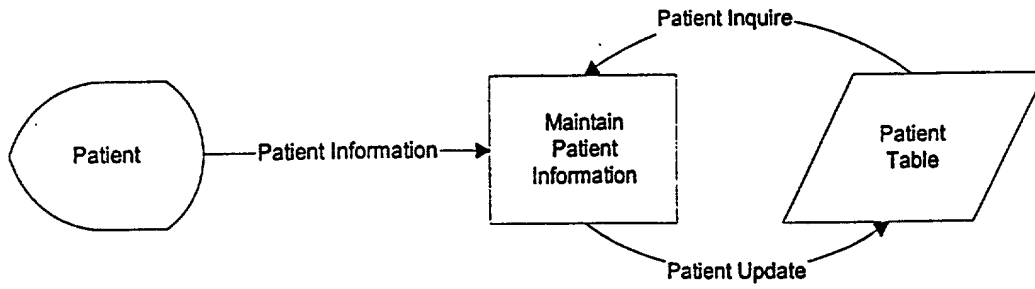 Patient Inquire
Patient
Patient Information
Maintain
Patient
Information
Patient
Table
Patient Update